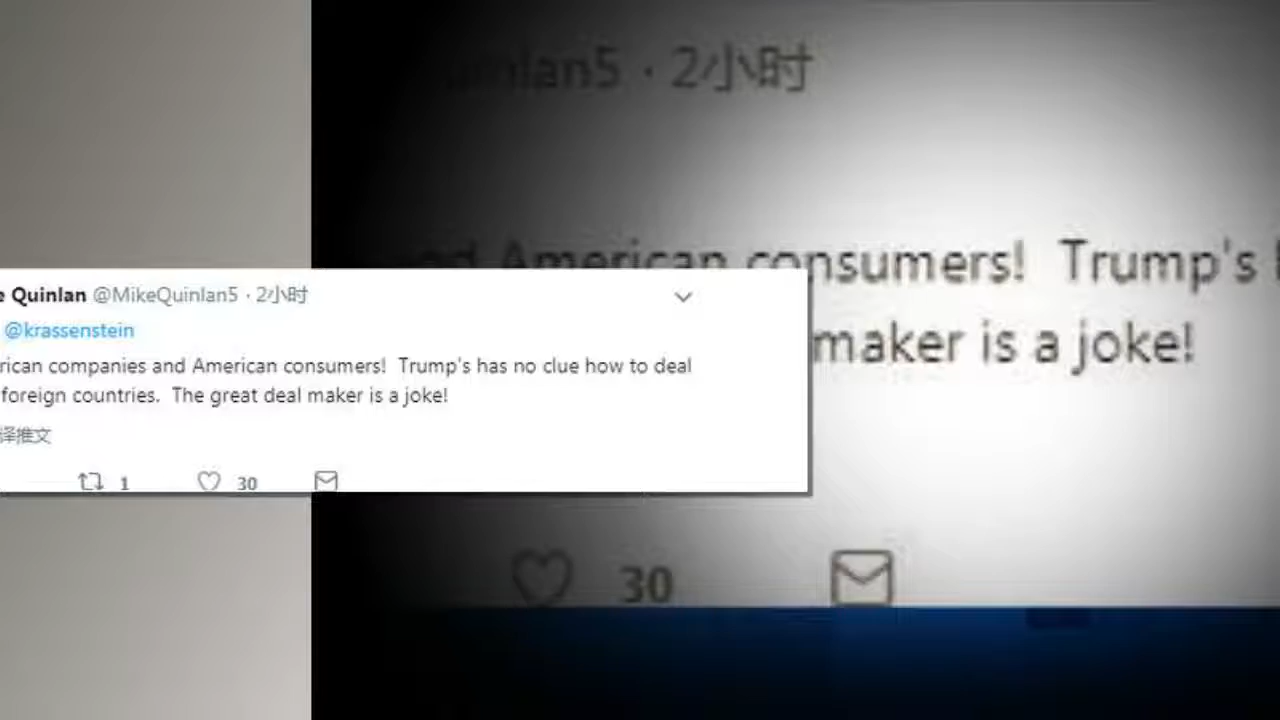 uinlan5 · 2小时
ed American consumers! Trump's
maker is a joke!
30
e Quinlan @MikeQuinlan5 · 2小时
@krassenstein
rican companies and American consumers! Trump's has no clue how to deal
foreign countries. The great deal maker is a joke!
译推文
1 30